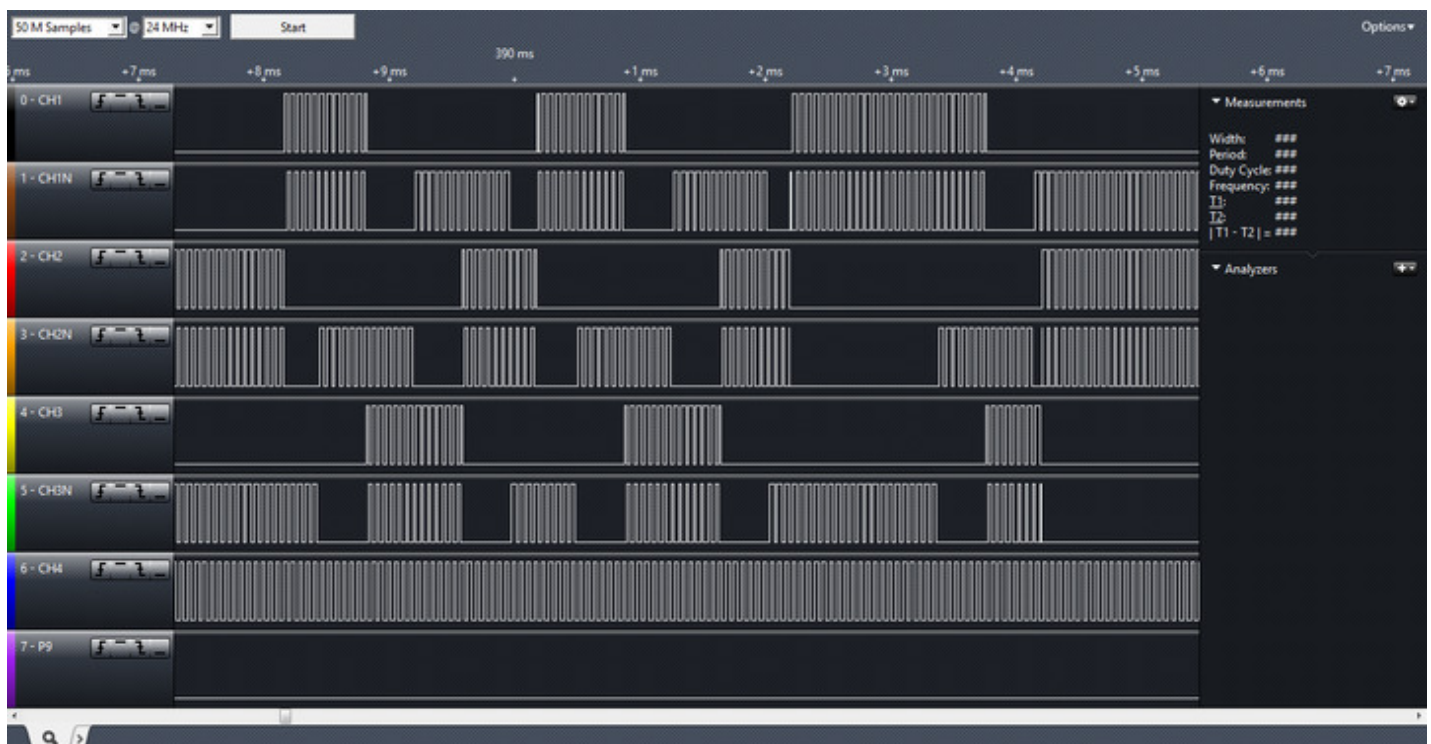 50 M Samples @ 24 MHz Start Options
390 ms
ms +7 ms +8 ms +9 ms +1 ms +2 ms +3 ms +4 ms +5 ms +6 ms +7 ms
0 - CH1
Measurements
Width: ###
Period: ###
Duty Cycle: ###
Frequency: ###
T1: ###
T2: ###
| T1 - T2 | = ###
1 - CH1N
2 - CH2
Analyzers
3 - CH2N
4 - CH3
5 - CH3N
6 - CH4
7 - P9